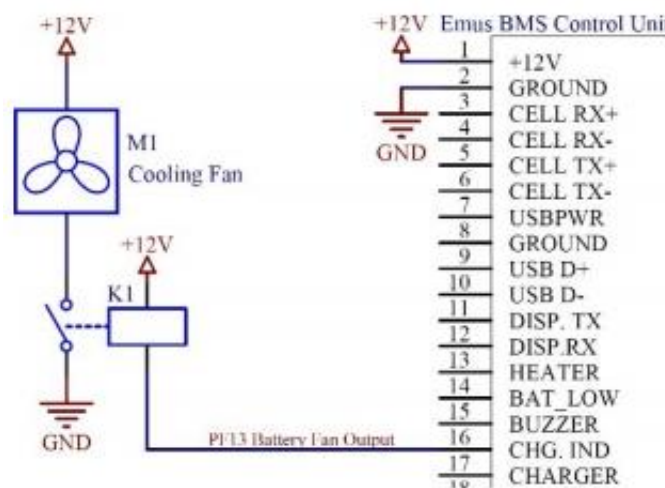 +12V
M1
Cooling Fan
+12V
K1
GND
PF13 Battery Fan Output
+12V
GND
Emus BMS Control Unit
1 +12V
2 GROUND
3 CELL RX+
4 CELL RX-
5 CELL TX+
6 CELL TX-
7 USBPWR
8 GROUND
9 USB D+
10 USB D-
11 DISP. TX
12 DISP.RX
13 HEATER
14 BAT_LOW
15 BUZZER
16 CHG. IND
17 CHARGER
18